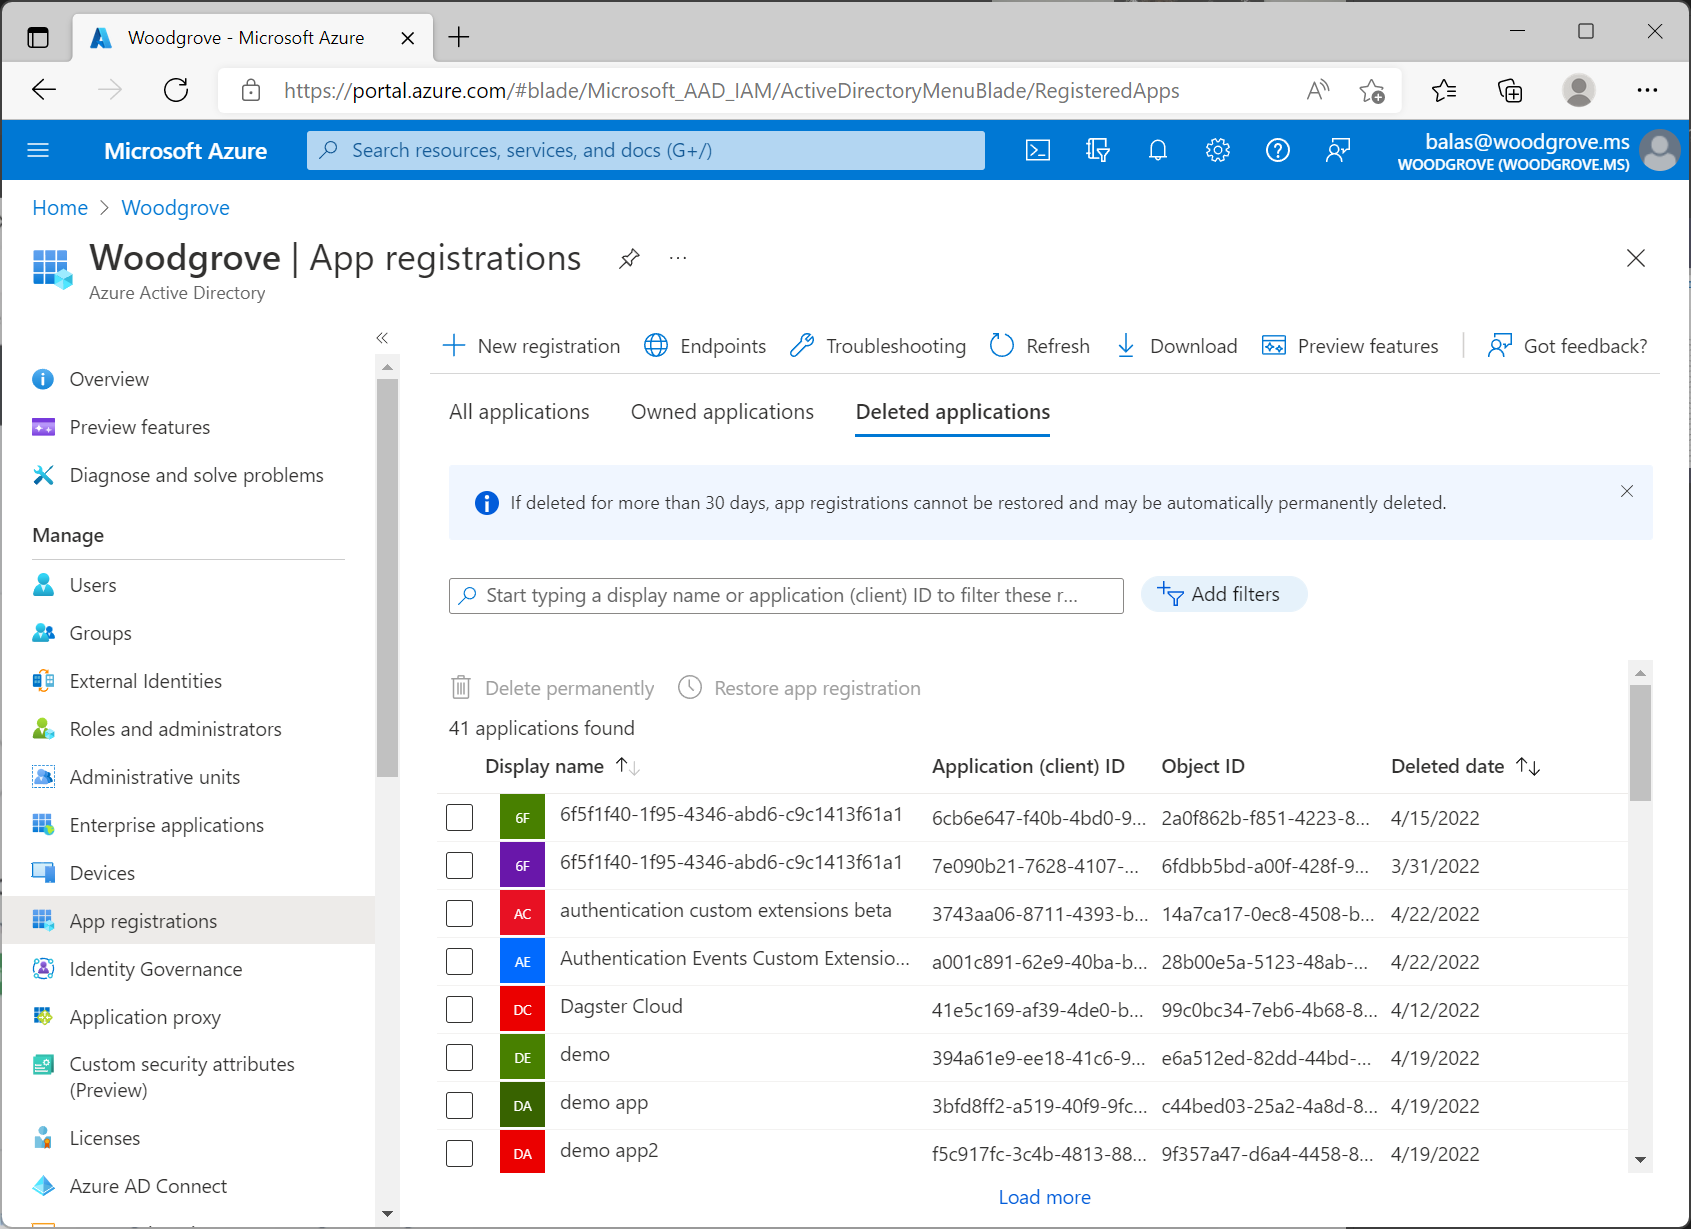 Woodgrove - Microsoft Azure
https://portal.azure.com/#blade/Microsoft_AAD_IAM/ActiveDirectoryMenuBlade/RegisteredApps
Microsoft Azure
Search resources, services, and docs (G+/)
balas@woodgrove.ms
WOODGROVE (WOODGROVE.MS)
Home > Woodgrove
Woodgrove | App registrations
Azure Active Directory
Overview
Preview features
Diagnose and solve problems
Manage
Users
Groups
External Identities
Roles and administrators
Administrative units
Enterprise applications
Devices
App registrations
Identity Governance
Application proxy
Custom security attributes
(Preview)
Licenses
Azure AD Connect
New registration Endpoints Troubleshooting Refresh Download Preview features Got feedback?
All applications Owned applications Deleted applications
If deleted for more than 30 days, app registrations cannot be restored and may be automatically permanently deleted.
Start typing a display name or application (client) ID to filter these r...
Add filters
Delete permanently Restore app registration
41 applications found
Display name Application (client) ID Object ID Deleted date
6F 6f5f1f40-1f95-4346-abd6-c9c1413f61a1 6cb6e647-f40b-4bd0-9... 2a0f862b-f851-4223-8... 4/15/2022
6F 6f5f1f40-1f95-4346-abd6-c9c1413f61a1 7e090b21-7628-4107-... 6fdbb5bd-a00f-428f-9... 3/31/2022
AC authentication custom extensions beta 3743aa06-8711-4393-b... 14a7ca17-0ec8-4508-b... 4/22/2022
AE Authentication Events Custom Extensio... a001c891-62e9-40ba-b... 28b00e5a-5123-48ab-... 4/22/2022
DC Dagster Cloud 41e5c169-af39-4de0-b... 99c0bc34-7eb6-4b68-8... 4/12/2022
DE demo 394a61e9-ee18-41c6-9... e6a512ed-82dd-44bd-... 4/19/2022
DA demo app 3bfd8ff2-a519-40f9-9fc... c44bed03-25a2-4a8d-8... 4/19/2022
DA demo app2 f5c917fc-3c4b-4813-88... 9f357a47-d6a4-4458-8... 4/19/2022
Load more